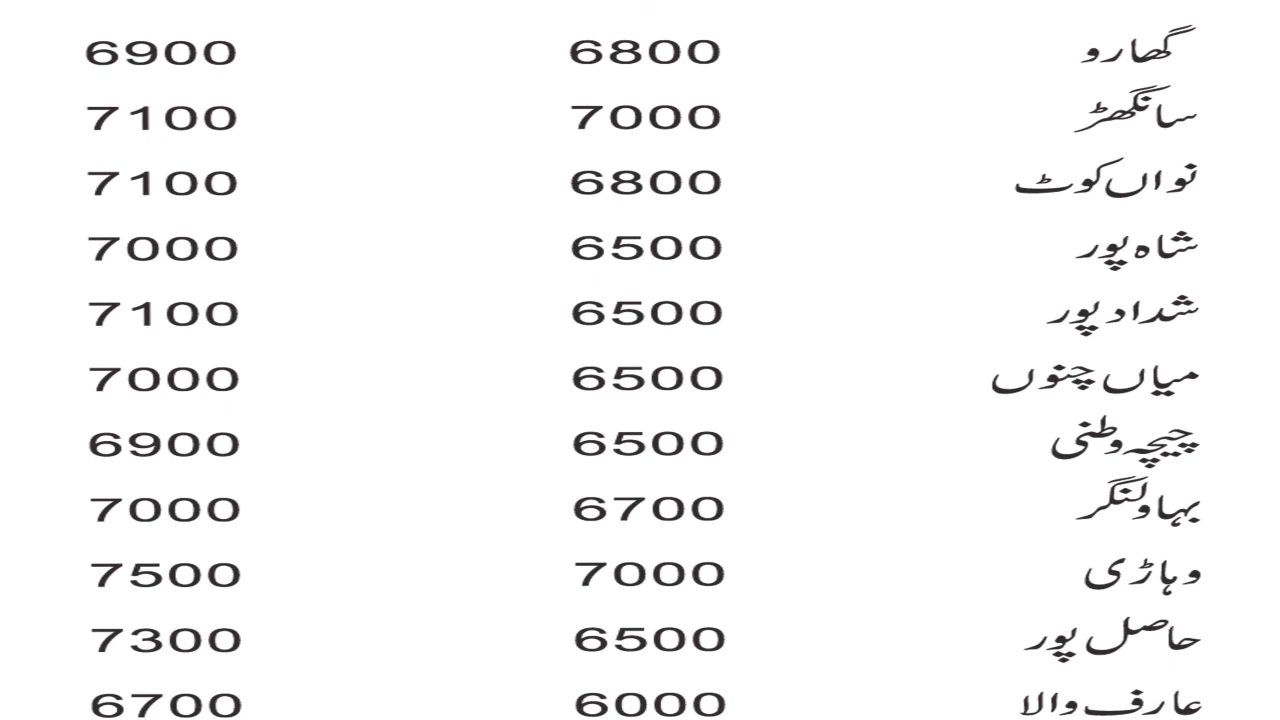 گھارو 6800 6900
سانگھڑ 7000 7100
نواں کوٹ 6800 7100
شاہ پور 6500 7000
شداد پور 6500 7100
میاں چنوں 6500 7000
چیچہ وطنی 6500 6900
بہاولنگر 6700 7000
وہاڑی 7000 7500
حاصل پور 6500 7300
عارف والا 6000 6700